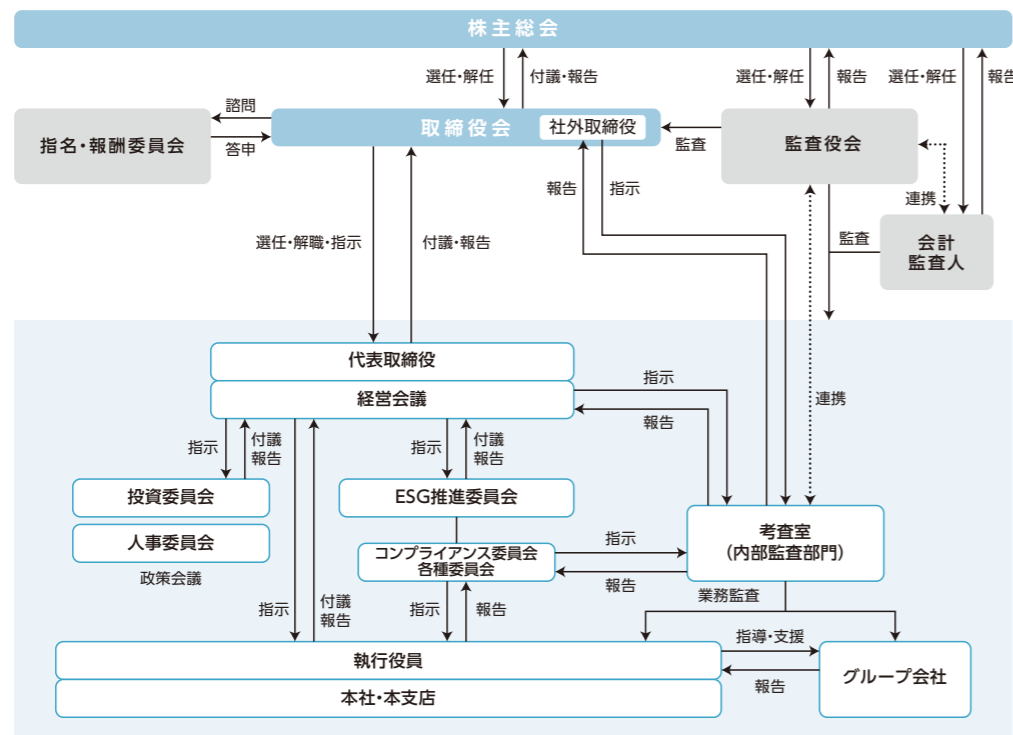 株主総会
選任・解任
付議・報告
選任・解任
報告
選任・解任
報告
諮問
答申
指名・報酬委員会
取締役会
社外取締役
監査
監査役会
報告
指示
連携
会計
監査人
監査
選任・解職・指示
付議・報告
代表取締役
経営会議
指示
報告
連携
指示
付議
報告
指示
付議
報告
投資委員会
ESG推進委員会
人事委員会
政策会議
コンプライアンス委員会
各種委員会
指示
報告
考査室
(内部監査部門)
業務監査
指示
付議
報告
指示
報告
執行役員
本社・本支店
指導・支援
報告
グループ会社